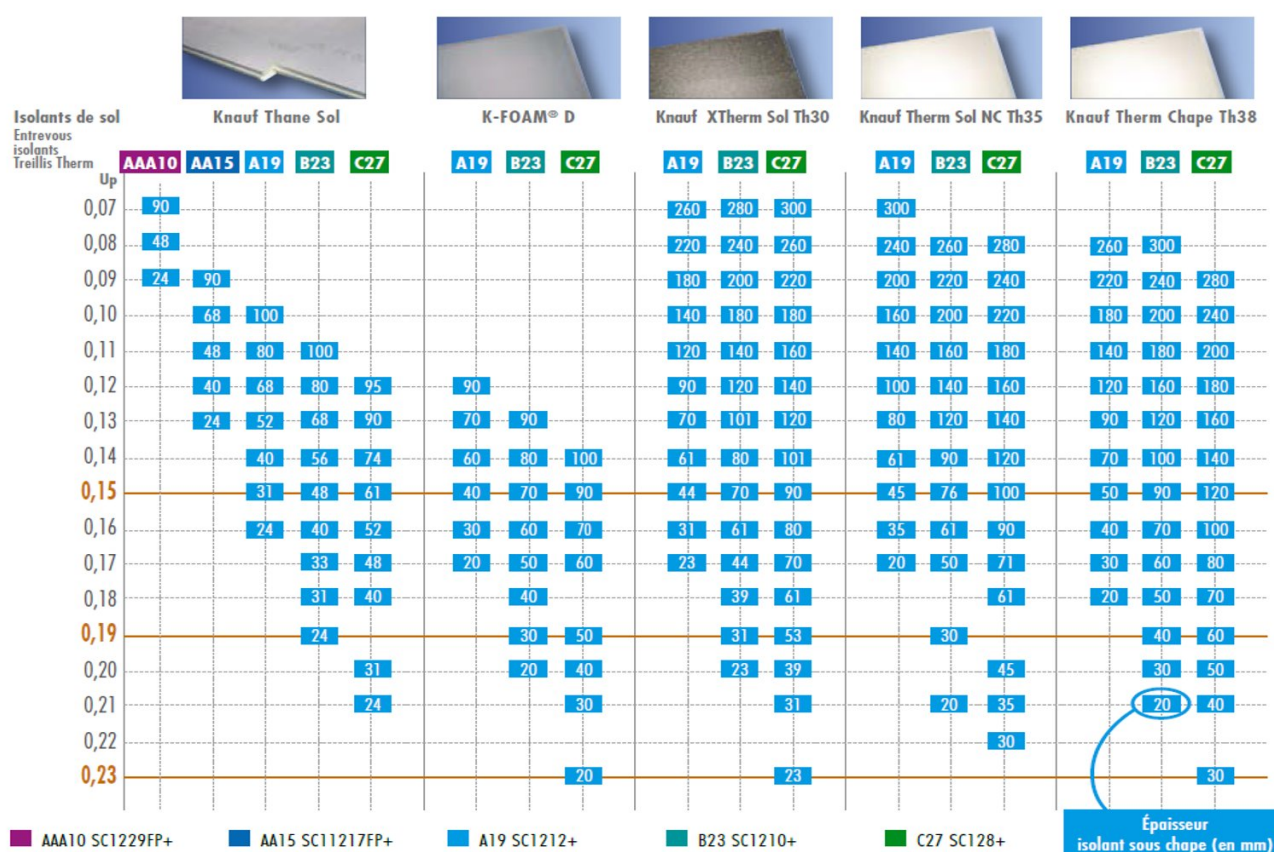 Isolants de sol Knauf Thane Sol K-FOAM® D Knauf XTherm Sol Th30 Knauf Therm Sol NC Th35 Knauf Therm Chape Th38
Entrevous
isolants
Treillis Therm AAA10 AA15 A19 B23 C27 A19 B23 C27 A19 B23 C27 A19 B23 C27 A19 B23 C27
Up
0,07 90 260 280 300 300
0,08 48 220 240 260 240 260 280 260 300
0,09 24 90 180 200 220 200 220 240 220 240 280
0,10 68 100 140 180 180 160 200 220 180 200 240
0,11 48 80 100 120 140 160 140 160 180 140 180 200
0,12 40 68 80 95 90 90 120 140 100 140 160 120 160 180
0,13 24 52 68 90 70 90 70 101 120 80 120 140 90 120 160
0,14 40 56 74 60 80 100 61 80 101 61 90 120 70 100 140
0,15 31 48 61 40 70 90 44 70 90 45 76 100 50 90 120
0,16 24 40 52 30 60 70 31 61 80 35 61 90 40 70 100
0,17 33 48 20 50 60 23 44 70 20 50 71 30 60 80
0,18 31 40 40 39 61 61 20 50 70
0,19 24 30 50 31 53 30 40 60
0,20 31 20 40 23 39 45 30 50
0,21 24 30 31 20 35 20 40
0,22 30
0,23 20 23 30
AAA10 SC1229FP+ AA15 SC11217FP+ A19 SC1212+ B23 SC1210+ C27 SC128+
Épaisseur
isolant sous chape (en mm)